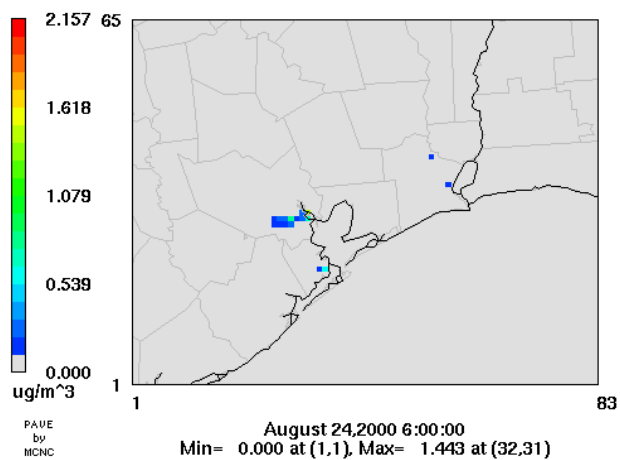 2.157
1.618
1.079
0.539
0.000
ug/m^3
PAVE
by
MCNC
65
1
1
83
August 24,2000 6:00:00
Min= 0.000 at (1,1), Max= 1.443 at (32,31)